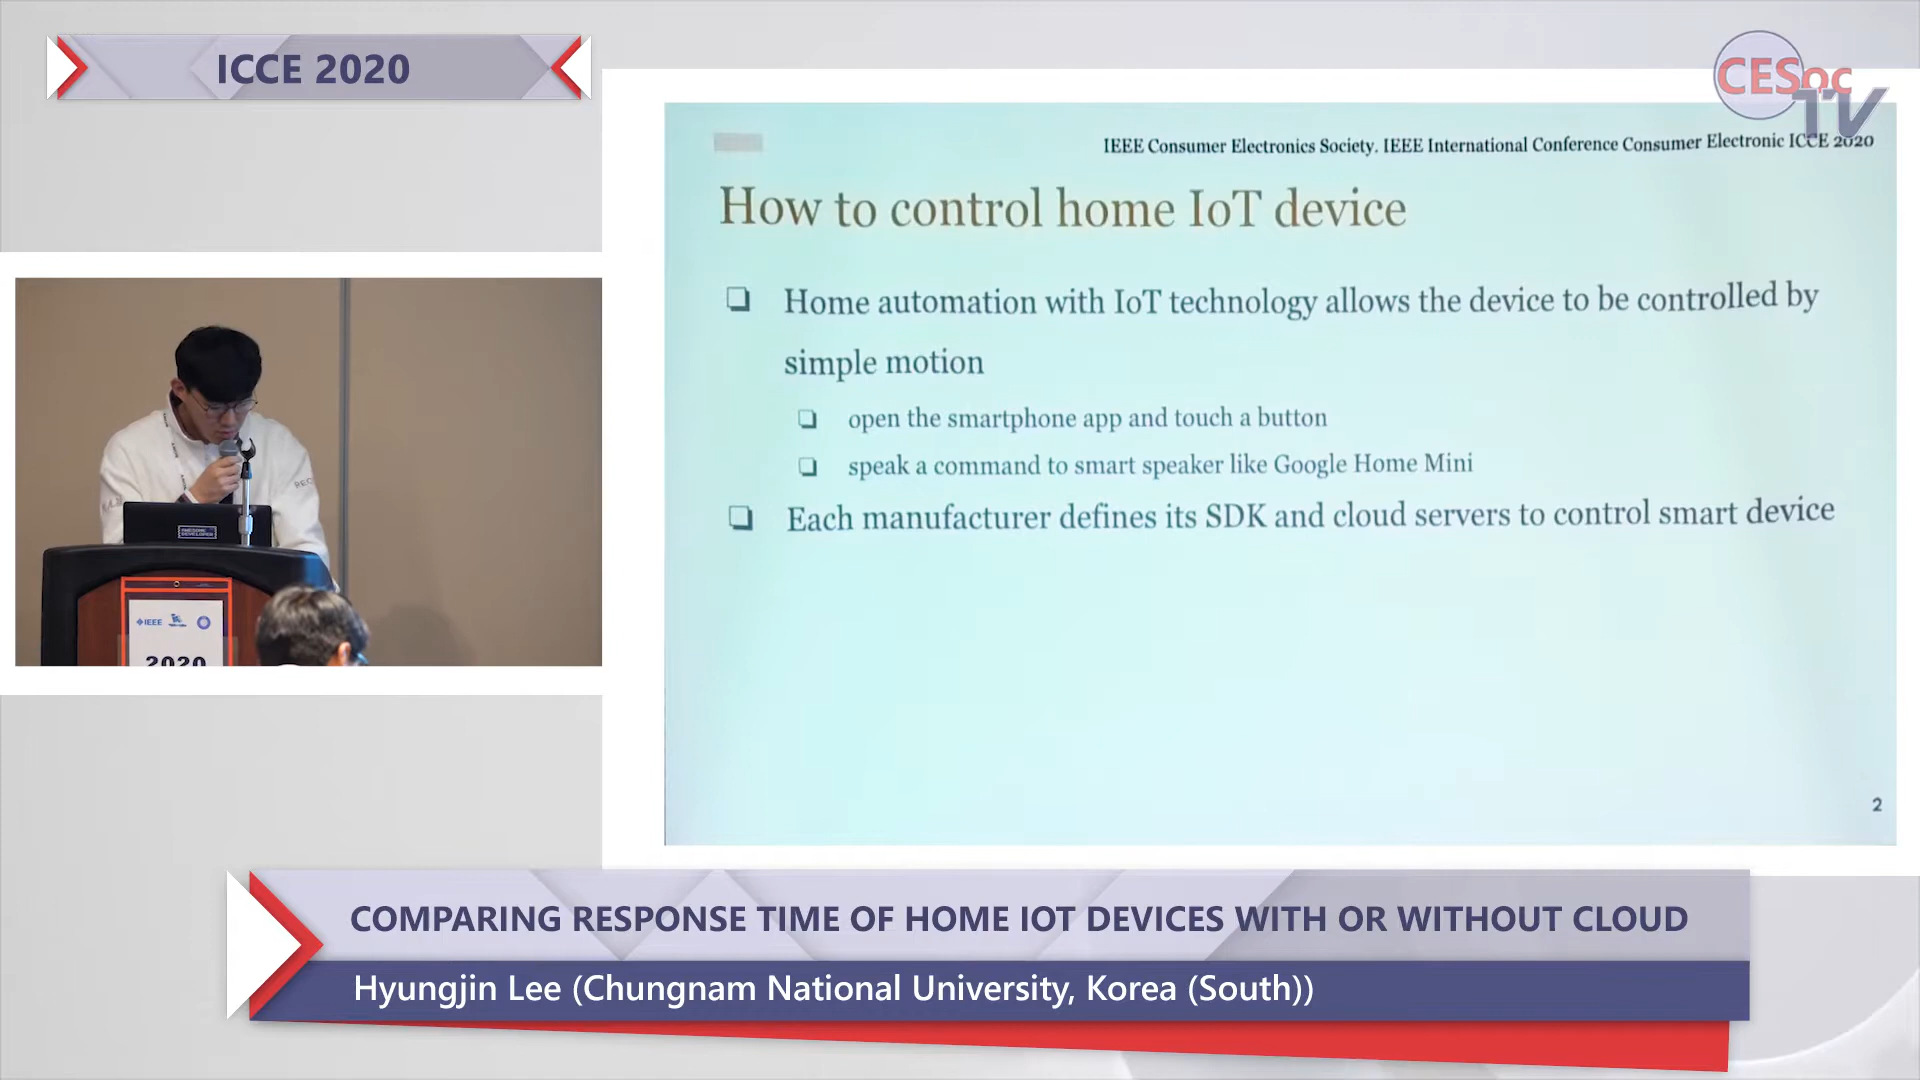 ICCE 2020
CESoc
TV
IEEE Consumer Electronics Society. IEEE International Conference Consumer Electronic ICCE 2020
How to control home IoT device
❏ Home automation with IoT technology allows the device to be controlled by
simple motion
❏ open the smartphone app and touch a button
❏ speak a command to smart speaker like Google Home Mini
❏ Each manufacturer defines its SDK and cloud servers to control smart device
2
AWESOME
DEVELOPER
IEEE
2020
COMPARING RESPONSE TIME OF HOME IOT DEVICES WITH OR WITHOUT CLOUD
Hyungjin Lee (Chungnam National University, Korea (South))